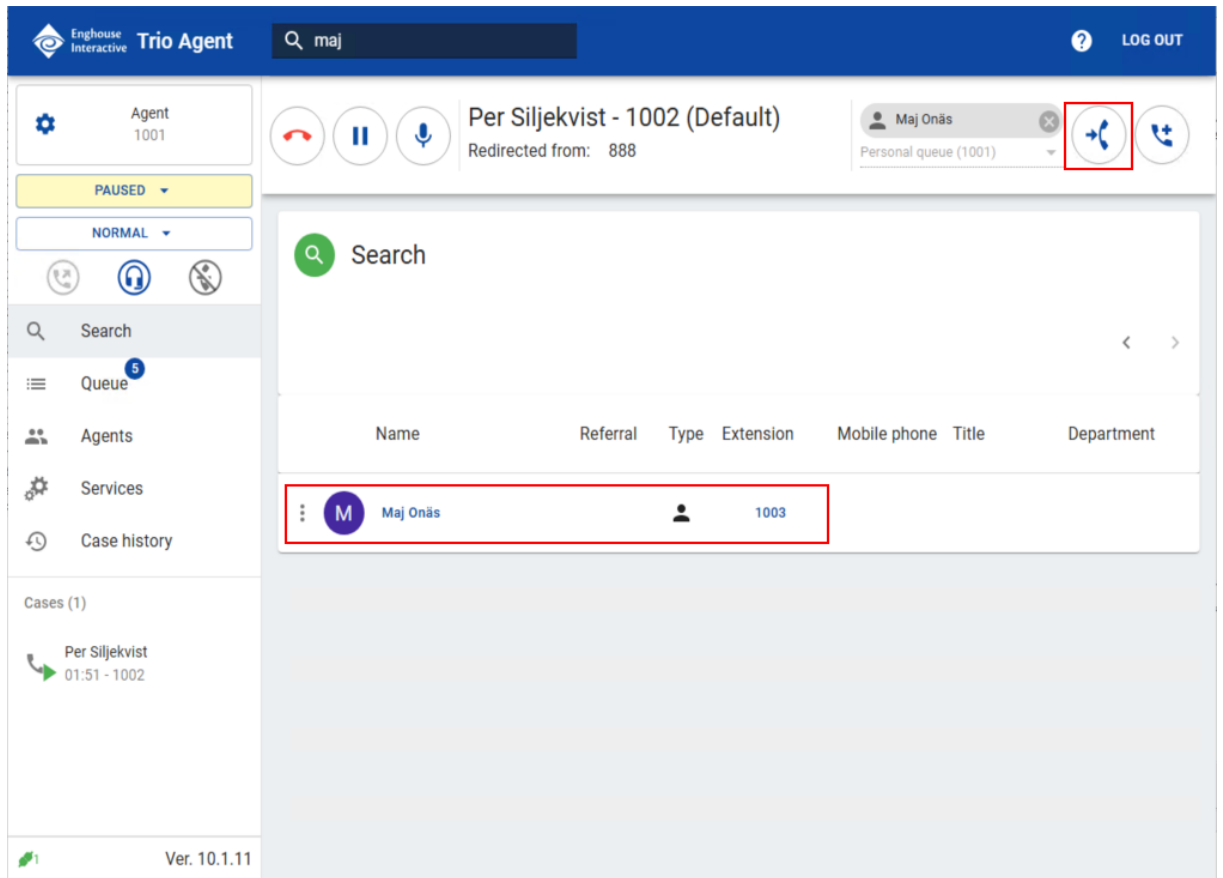 Enghouse
Interactive
Trio Agent
maj
LOG OUT
Agent
1001
PAUSED
NORMAL
Search
Queue 5
Agents
Services
Case history
Cases (1)
Per Siljekvist
01:51 - 1002
1
Ver. 10.1.11
Per Siljekvist - 1002 (Default)
Redirected from: 888
Maj Onäs
Personal queue (1001)
Search
Name Referral Type Extension Mobile phone Title Department
M Maj Onäs 1003